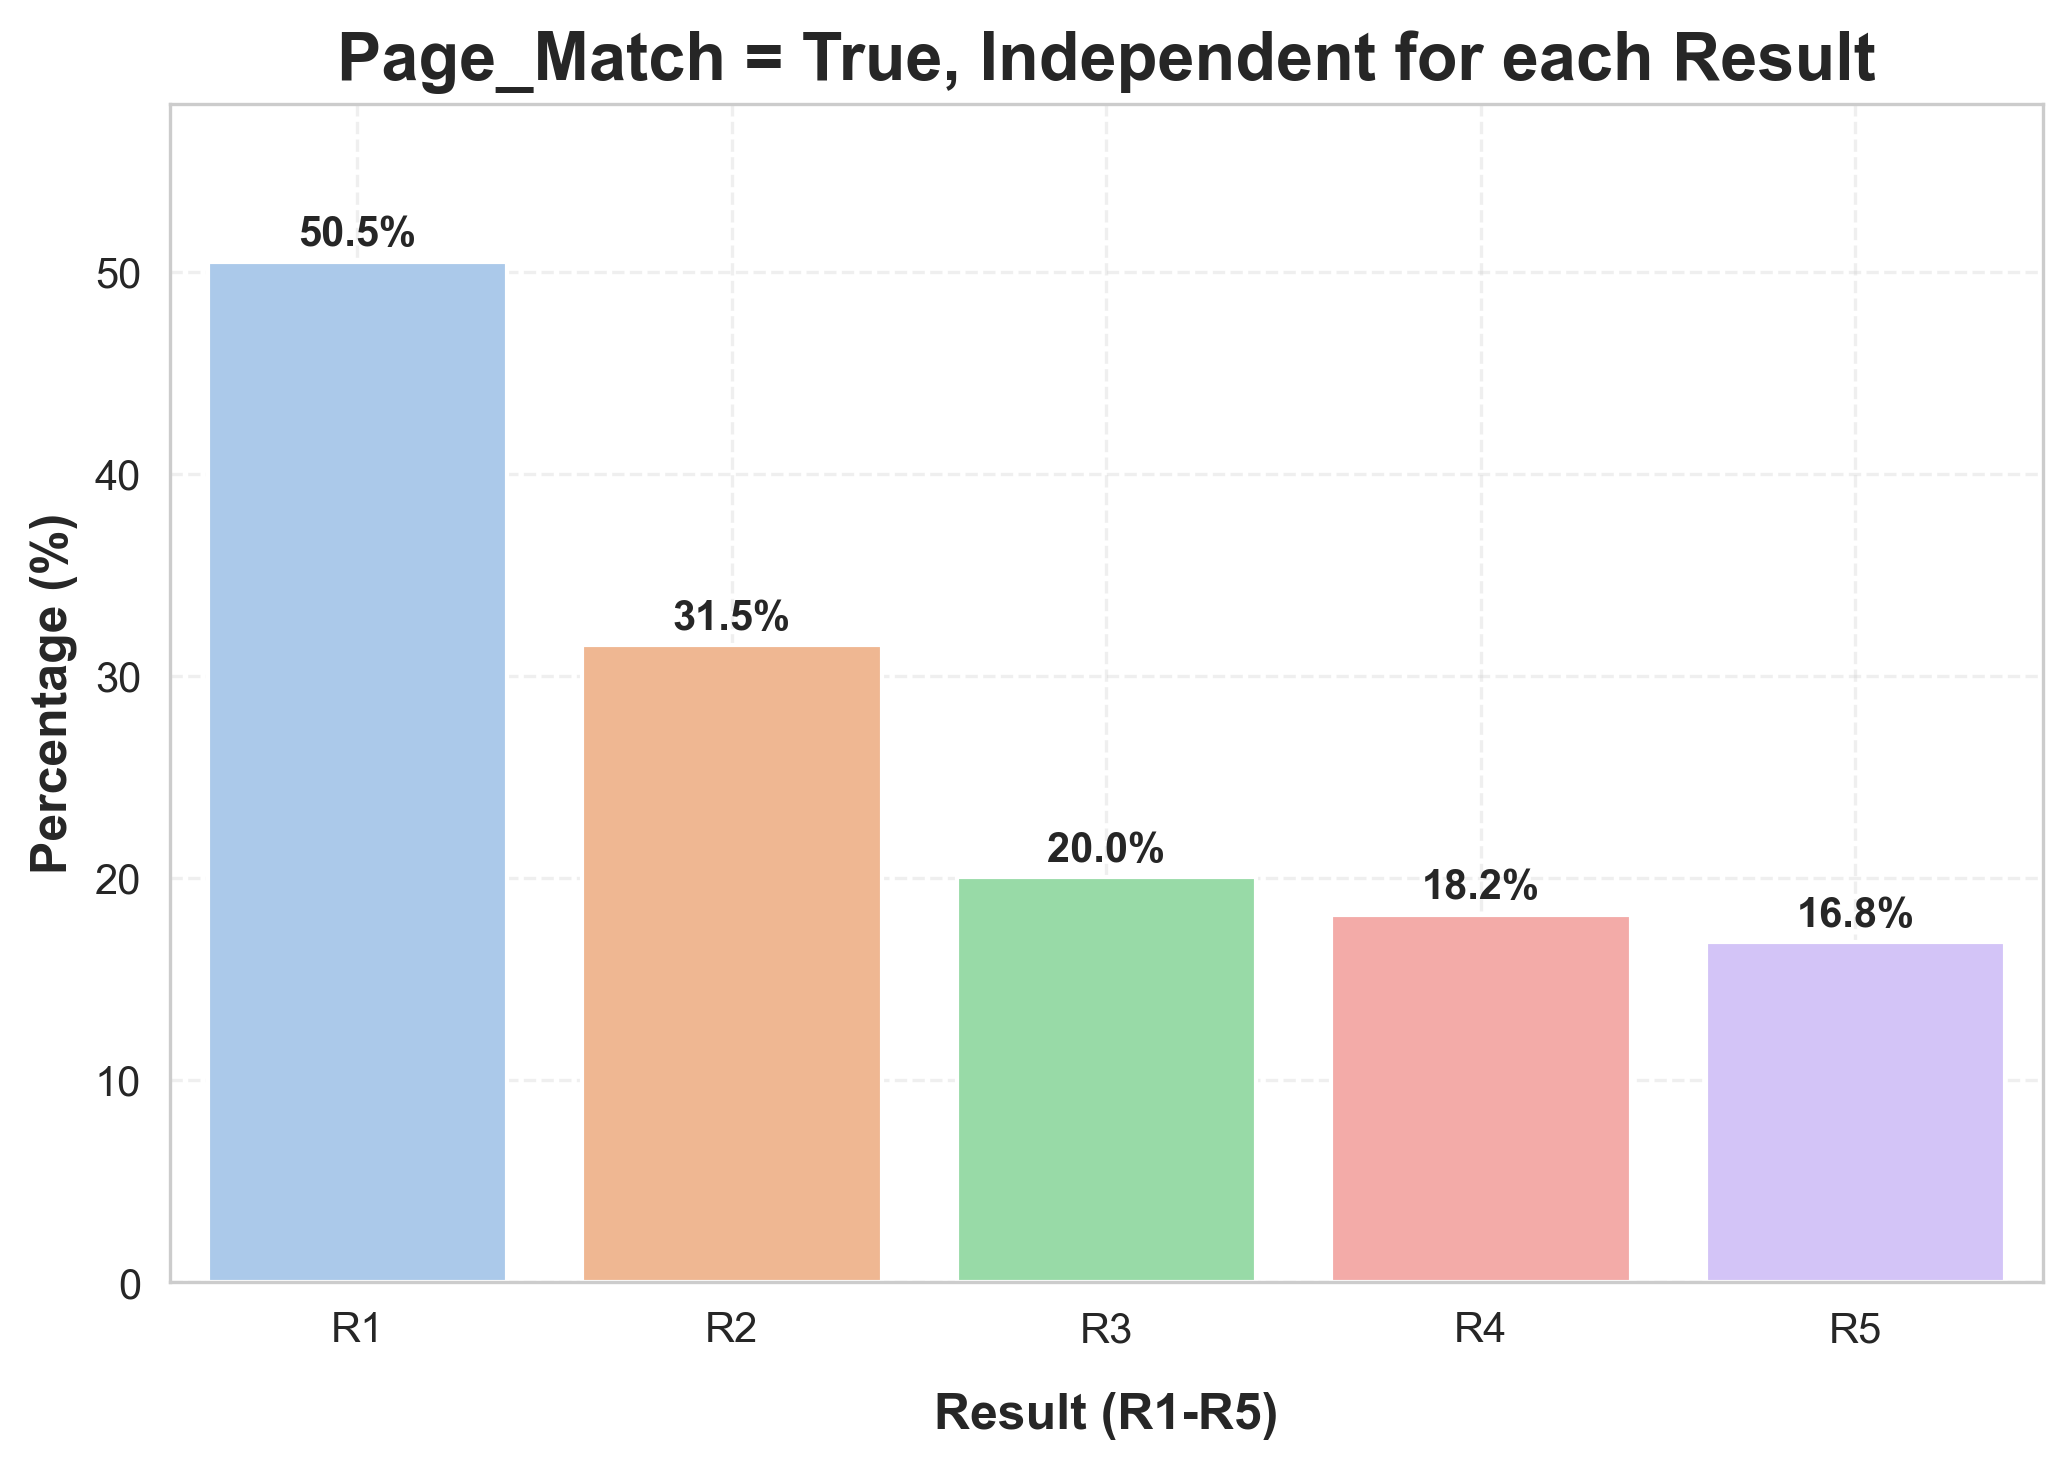 Page_Match = True, Independent for each Result
Percentage (%)
50
40
30
20
10
0
50.5%
31.5%
20.0%
18.2%
16.8%
R1
R2
R3
R4
R5
Result (R1-R5)